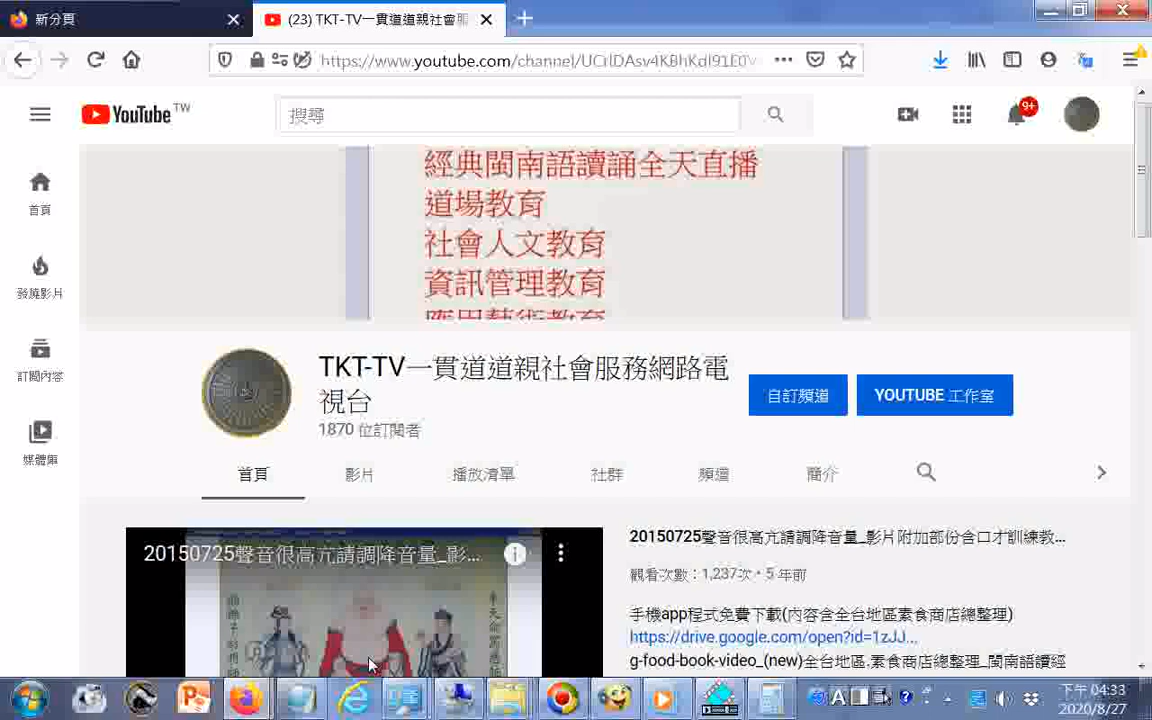 新分頁
(23) TKT-TV一貫道道親社會服
https://www.youtube.com/channel/UCrlDAsv4KBhKdl91E0V
YouTube TW
搜尋
9+
首頁
發燒影片
訂閱內容
媒體庫
經典閩南語讀誦全天直播
道場教育
社會人文教育
資訊管理教育
應用藝術教育
TKT-TV一貫道道親社會服務網路電
視台
1870 位訂閱者
自訂頻道
YOUTUBE 工作室
首頁
影片
播放清單
社群
頻道
簡介
20150725聲音很高亢請調降音量_影...
20150725聲音很高亢請調降音量_影片附加部份含口才訓練教...
觀看次數：1,237次 · 5 年前
手機app程式免費下載(內容含全台地區素食商店總整理)
https://drive.google.com/open?id=1zJJ...
g-food-book-video_(new)全台地區.素食商店總整理_閩南語讀經
下午 04:33
2020/8/27